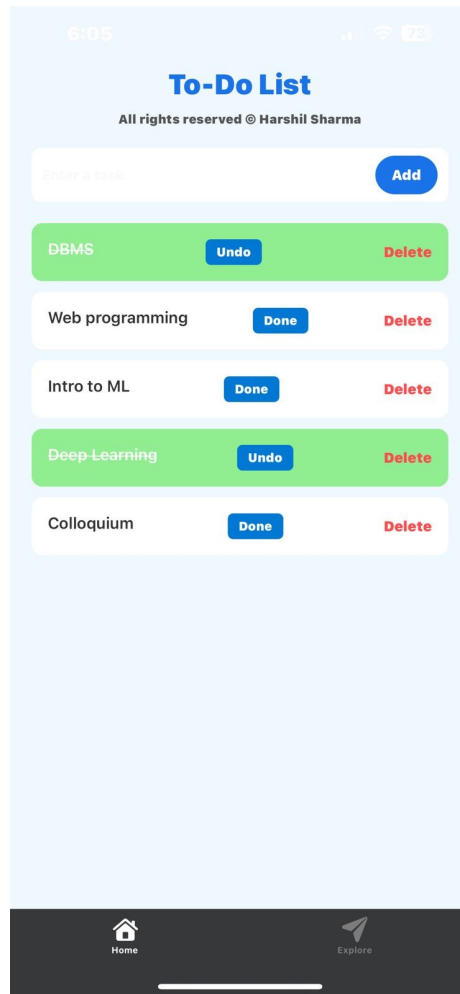 6:05 73
To-Do List
All rights reserved © Harshil Sharma
Enter a task Add
DBMS Undo Delete
Web programming Done Delete
Intro to ML Done Delete
Deep Learning Undo Delete
Colloquium Done Delete
Home Explore